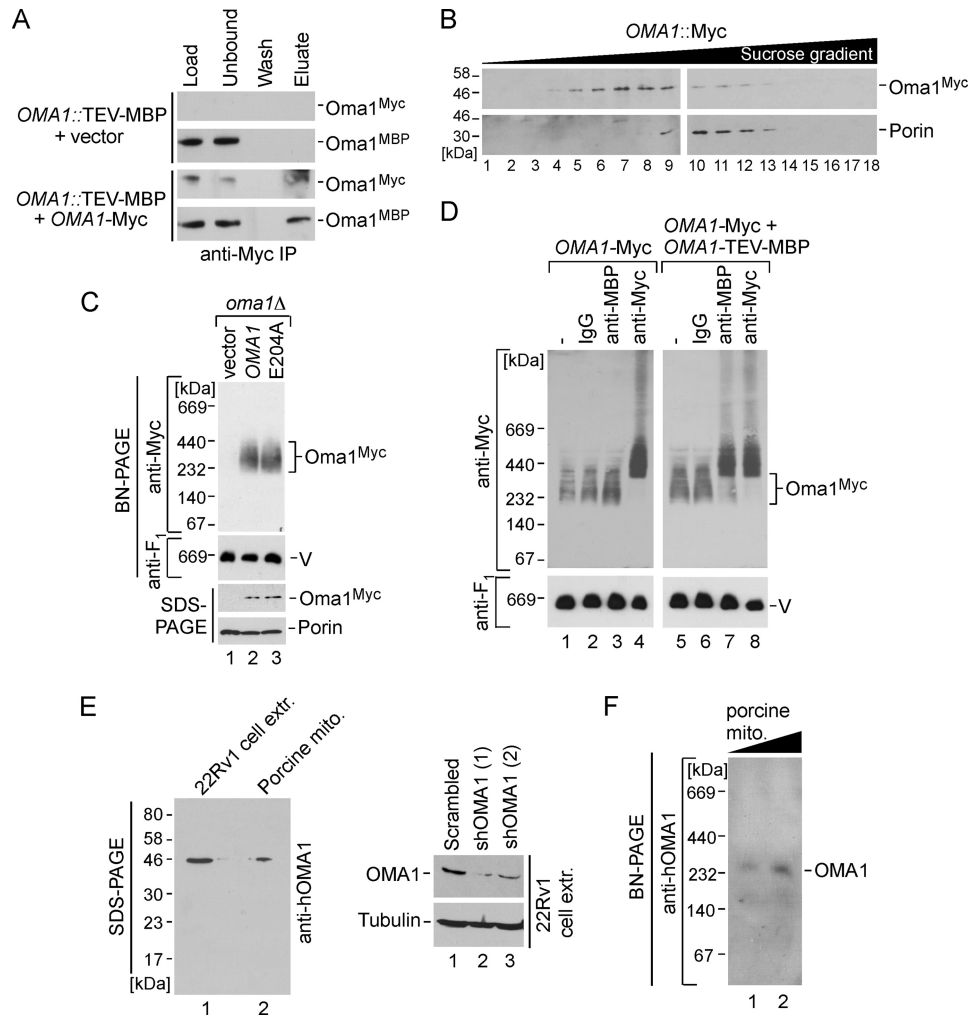 A
Load
Unbound
Wash
Eluate
OMA1::TEV-MBP
+ vector
Oma1Myc
Oma1MBP
OMA1::TEV-MBP
+ OMA1-Myc
Oma1Myc
Oma1MBP
anti-Myc IP
B
OMA1::Myc
Sucrose gradient
58
46
Oma1Myc
46
30
Porin
[kDa]
1 2 3 4 5 6 7 8 9 10 11 12 13 14 15 16 17 18
C
oma1Δ
vector
OMA1
E204A
BN-PAGE
anti-Myc
[kDa]
669
440
232
140
67
Oma1Myc
anti-F1
669
V
SDS-
PAGE
Oma1Myc
Porin
1 2 3
D
OMA1-Myc
OMA1-Myc +
OMA1-TEV-MBP
- IgG anti-MBP anti-Myc
- IgG anti-MBP anti-Myc
[kDa]
anti-Myc
669
440
232
140
67
Oma1Myc
anti-F1
669
V
1 2 3 4 5 6 7 8
E
22Rv1 cell extr.
Porcine mito.
SDS-PAGE
80
58
46
30
23
17
[kDa]
anti-hOMA1
1 2
Scrambled
shOMA1 (1)
shOMA1 (2)
OMA1
Tubulin
22Rv1
cell extr.
1 2 3
F
porcine
mito.
BN-PAGE
anti-hOMA1
[kDa]
669
440
232
140
67
OMA1
1 2